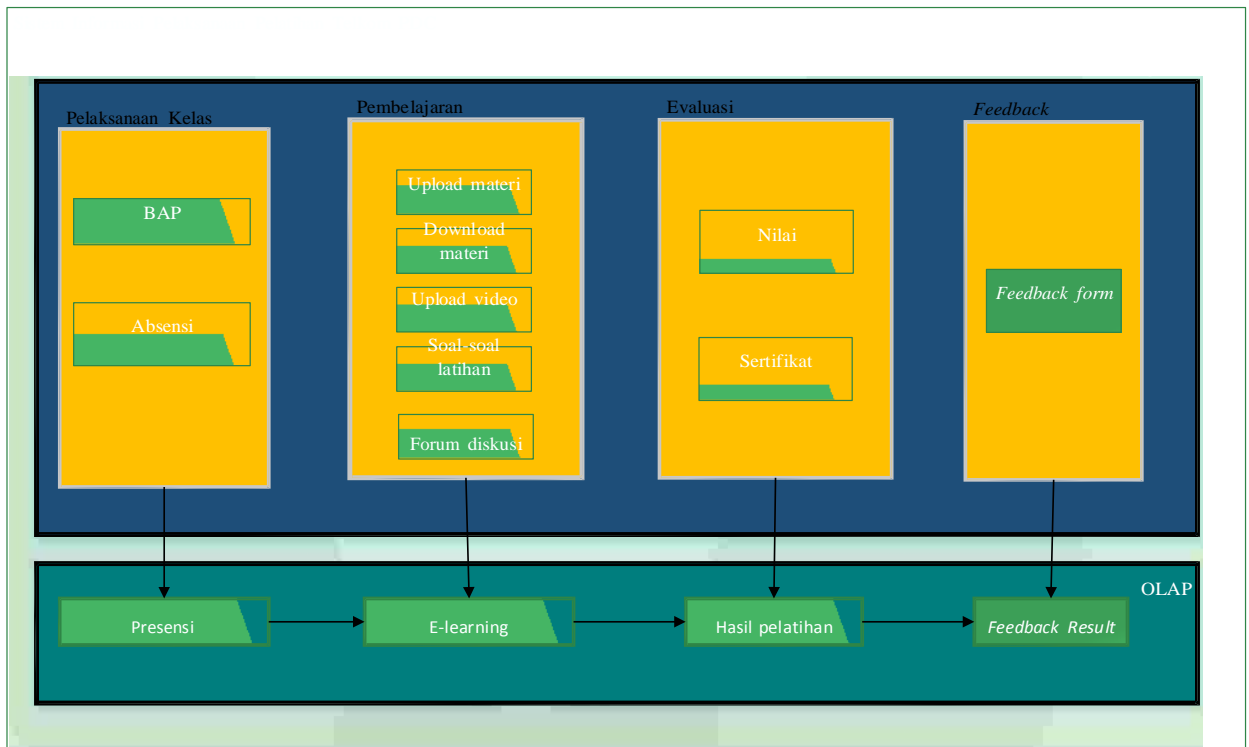 Pelaksanaan Kelas
BAP
Absensi
Pembelajaran
Upload materi
Download
materi
Upload video
Soal-soal
latihan
Forum diskusi
Evaluasi
Nilai
Sertifikat
Feedback
Feedback form
OLAP
Presensi
E-learning
Hasil pelatihan
Feedback Result